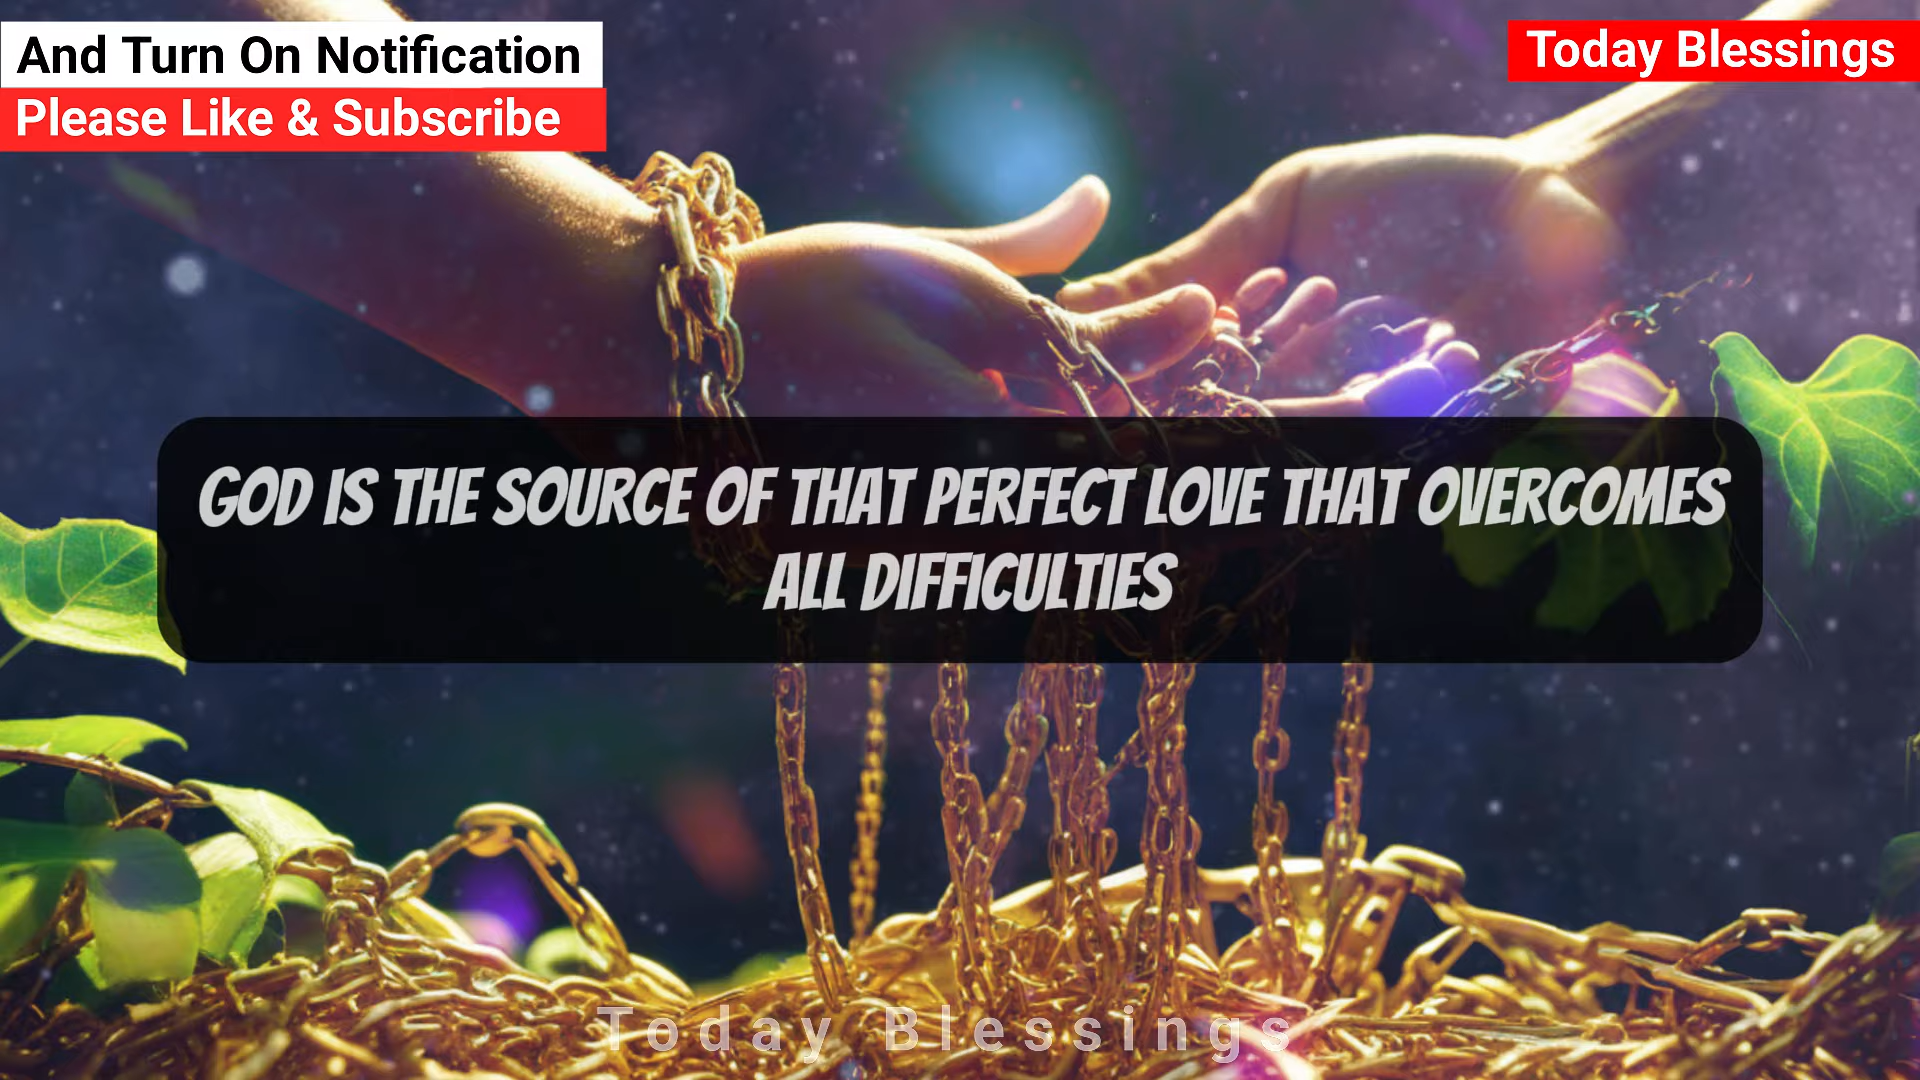 And Turn On Notification
Please Like & Subscribe
Today Blessings
GOD IS THE SOURCE OF THAT PERFECT LOVE THAT OVERCOMES
ALL DIFFICULTIES
Today Blessings